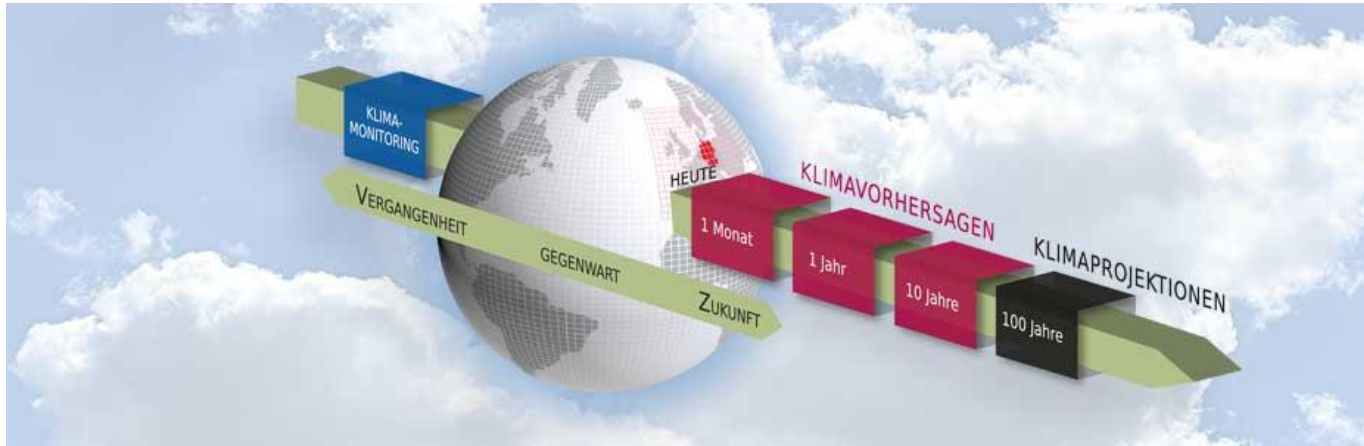 KLIMA-
MONITORING
VERGANGENHEIT
GEGENWART
ZUKUNFT
HEUTE
KLIMAVORHERSAGEN
1 Monat
1 Jahr
10 Jahre
KLIMAPROJEKTIONEN
100 Jahre